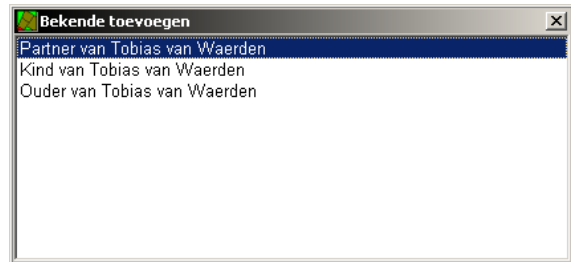 Bekende toevoegen
Partner van Tobias van Waerden
Kind van Tobias van Waerden
Ouder van Tobias van Waerden